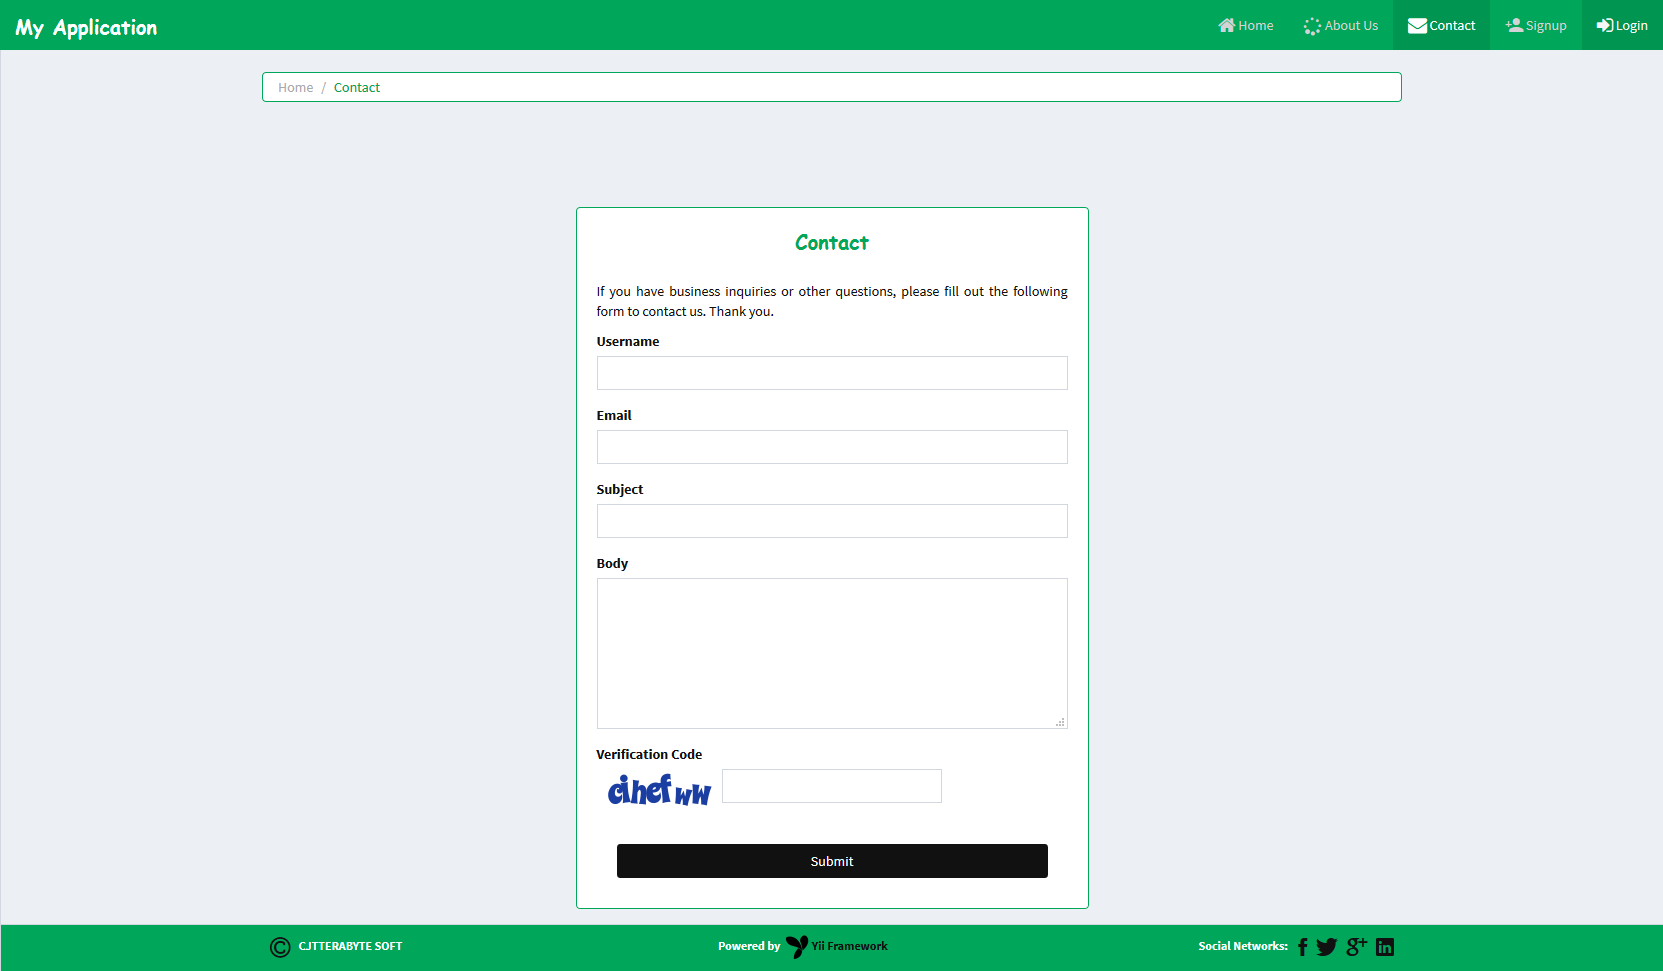 My Application
Home
About Us
Contact
Signup
Login
Home / Contact
Contact
If you have business inquiries or other questions, please fill out the following
form to contact us. Thank you.
Username
Email
Subject
Body
Verification Code
cihefww
Submit
© CJTTERABYTE SOFT
Powered by Yii Framework
Social Networks: